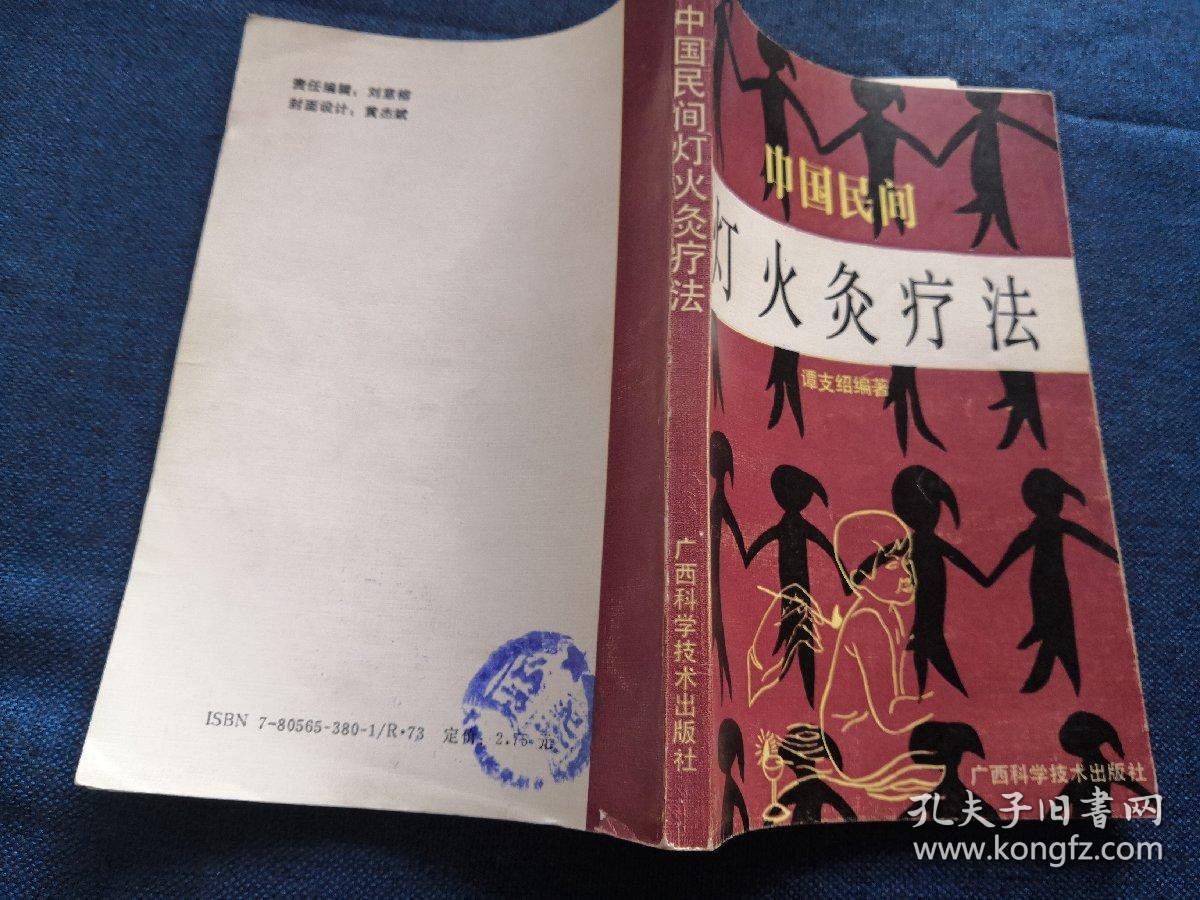 责任编辑：刘意榕
封面设计：黄杰斌
ISBN 7-80565-380-1/R·73 定价 2.75元
中国民间灯火灸疗法
广西科学技术出版社
中国民间
灯火灸疗法
谭支绍编著
广西科学技术出版社
孔夫子旧書网
www.kongfz.com